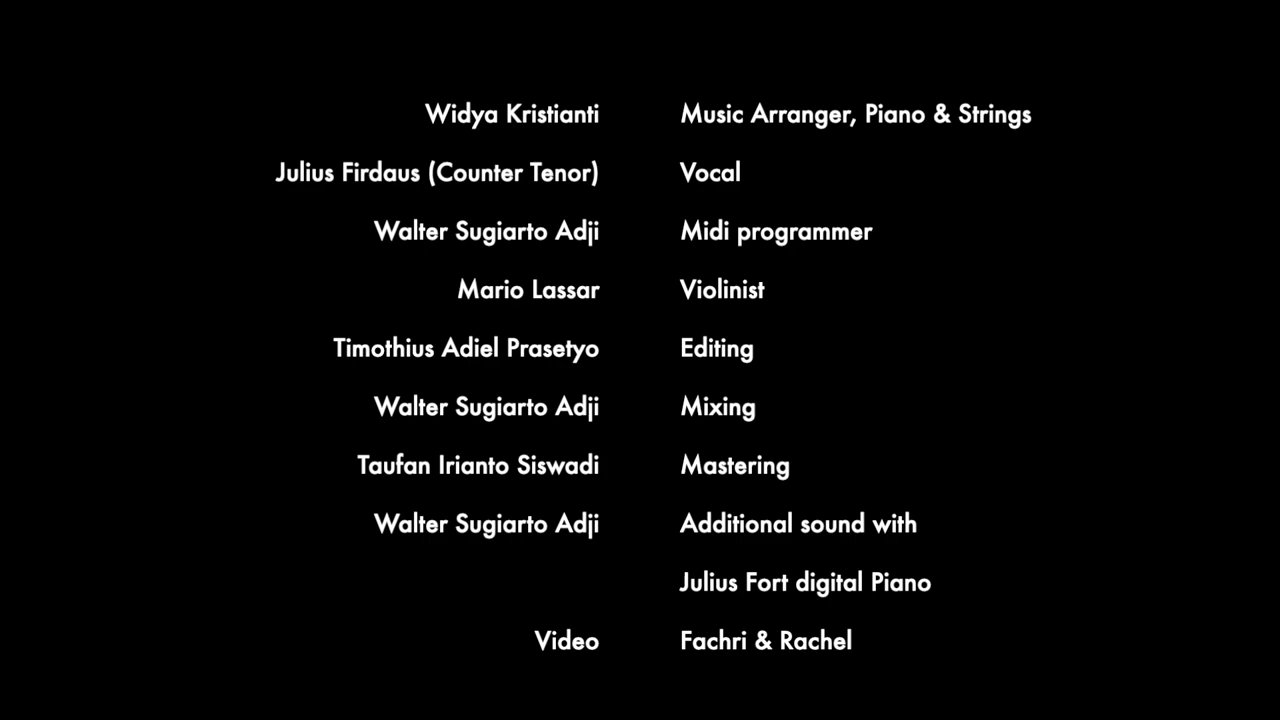 Widya Kristianti Music Arranger, Piano & Strings
Julius Firdaus (Counter Tenor) Vocal
Walter Sugiarto Adji Midi programmer
Mario Lassar Violinist
Timothius Adiel Prasetyo Editing
Walter Sugiarto Adji Mixing
Taufan Irianto Siswadi Mastering
Walter Sugiarto Adji Additional sound with
Julius Fort digital Piano
Video Fachri & Rachel